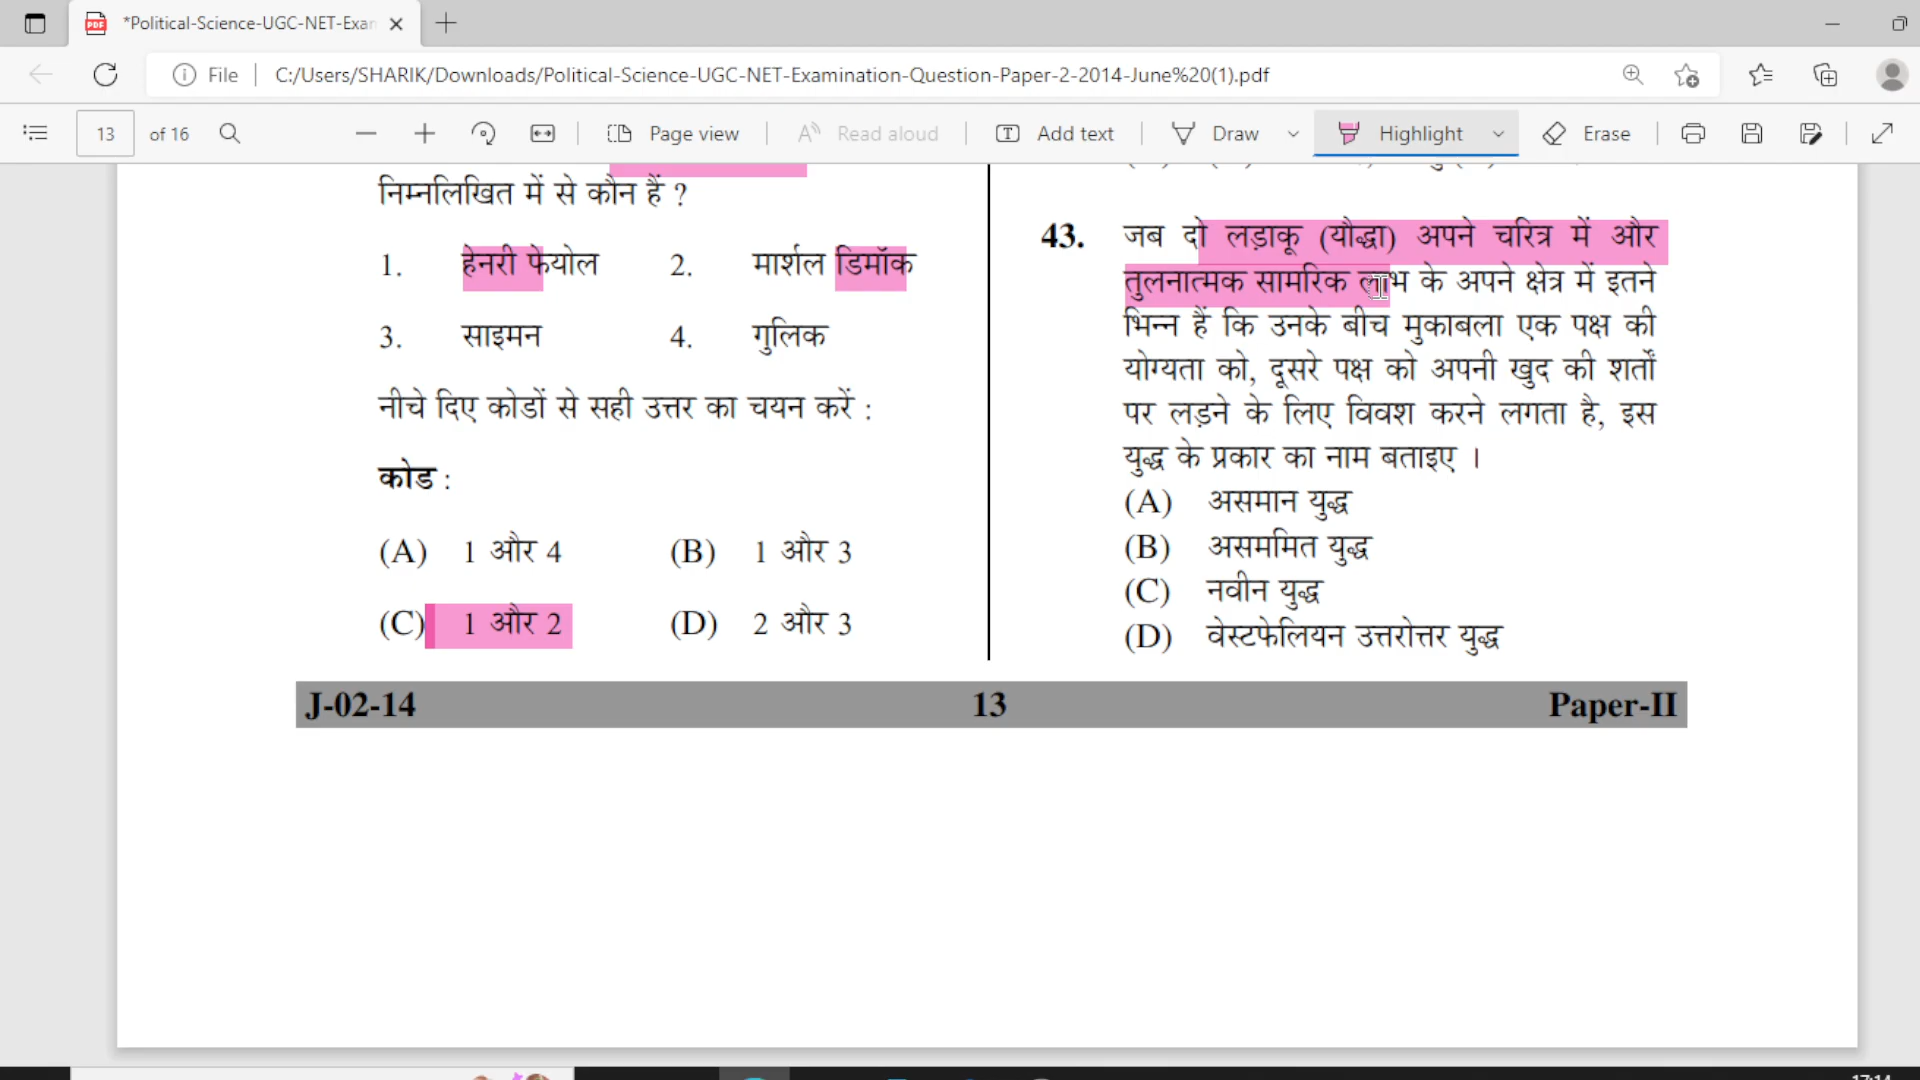 *Political-Science-UGC-NET-Exan
File
C:/Users/SHARIK/Downloads/Political-Science-UGC-NET-Examination-Question-Paper-2-2014-June%20(1).pdf
13 of 16
Page view
Read aloud
Add text
Draw
Highlight
Erase
निम्नलिखित में से कौन हैं ?
1. हेनरी फेयोल 2. मार्शल डिमॉक
3. साइमन 4. गुलिक
नीचे दिए कोडों से सही उत्तर का चयन करें :
कोड :
(A) 1 और 4 (B) 1 और 3
(C) 1 और 2 (D) 2 और 3
43. जब दो लड़ाकू (यौद्धा) अपने चरित्र में और
तुलनात्मक सामरिक लाभ के अपने क्षेत्र में इतने
भिन्न हैं कि उनके बीच मुकाबला एक पक्ष की
योग्यता को, दूसरे पक्ष को अपनी खुद की शर्तों
पर लड़ने के लिए विवश करने लगता है, इस
युद्ध के प्रकार का नाम बताइए ।
(A) असमान युद्ध
(B) असममित युद्ध
(C) नवीन युद्ध
(D) वेस्टफेलियन उत्तरोत्तर युद्ध
J-02-14 13 Paper-II